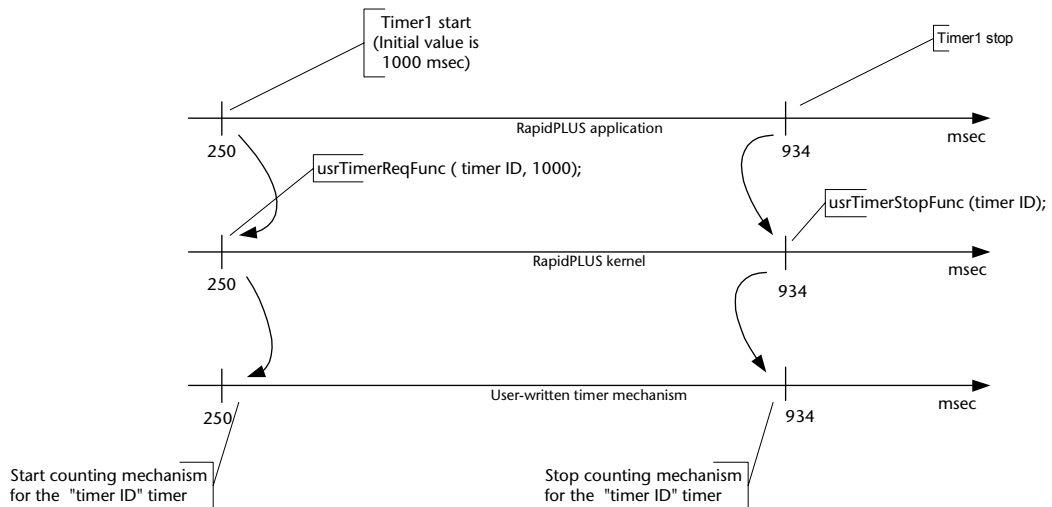 Timer1 start
(Initial value is
1000 msec)
Timer1 stop
RapidPLUS application
msec
250
934
usrTimerReqFunc ( timer ID, 1000);
usrTimerStopFunc (timer ID);
RapidPLUS kernel
msec
250
934
User-written timer mechanism
msec
250
934
Start counting mechanism
for the  "timer ID" timer
Stop counting mechanism
for the  "timer ID" timer